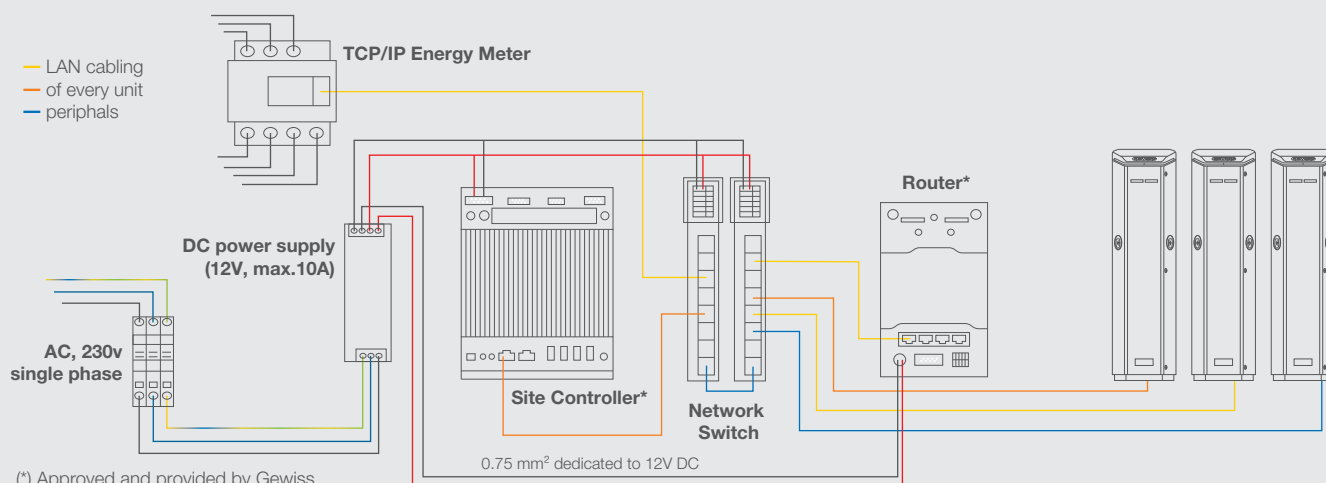 TCP/IP Energy Meter
LAN cabling
of every unit
periphals
Router*
DC power supply
(12V, max.10A)
AC, 230v
single phase
Site Controller*
Network
Switch
0.75 mm² dedicated to 12V DC
(*) Approved and provided by Gewiss